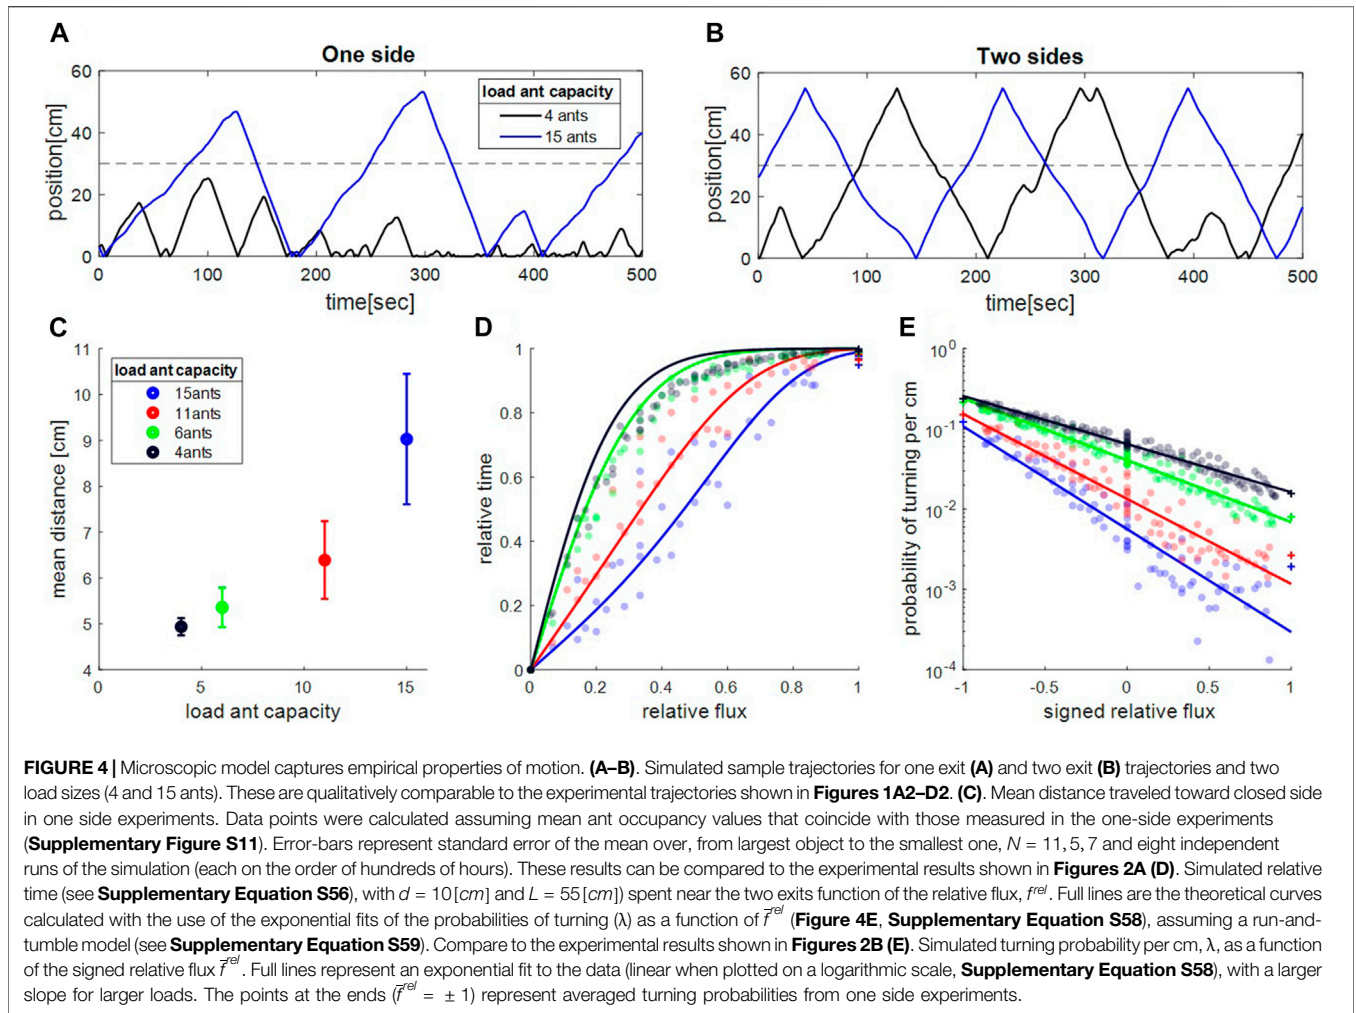 A
One side
60
40
20
0
position[cm]
load ant capacity
4 ants
15 ants
0
100
200
300
400
500
time[sec]
B
Two sides
60
40
20
0
position[cm]
0
100
200
300
400
500
time[sec]
C
11
10
9
8
7
6
5
4
mean distance [cm]
load ant capacity
15ants
11ants
6ants
4ants
0
5
10
15
load ant capacity
D
1
0.8
0.6
0.4
0.2
0
relative time
0
0.2
0.4
0.6
0.8
1
relative flux
E
10^0
10^-1
10^-2
10^-3
10^-4
probability of turning per cm
-1
-0.5
0
0.5
1
signed relative flux
FIGURE 4 | Microscopic model captures empirical properties of motion. (A–B). Simulated sample trajectories for one exit (A) and two exit (B) trajectories and two
load sizes (4 and 15 ants). These are qualitatively comparable to the experimental trajectories shown in Figures 1A2–D2. (C). Mean distance traveled toward closed side
in one side experiments. Data points were calculated assuming mean ant occupancy values that coincide with those measured in the one-side experiments
(Supplementary Figure S11). Error-bars represent standard error of the mean over, from largest object to the smallest one, N = 11, 5, 7 and eight independent
runs of the simulation (each on the order of hundreds of hours). These results can be compared to the experimental results shown in Figures 2A (D). Simulated relative
time (see Supplementary Equation S56), with d = 10 [cm] and L = 55 [cm]) spent near the two exits function of the relative flux, f^rel. Full lines are the theoretical curves
calculated with the use of the exponential fits of the probabilities of turning (λ) as a function of f̄^rel (Figure 4E, Supplementary Equation S58), assuming a run-and-
tumble model (see Supplementary Equation S59). Compare to the experimental results shown in Figures 2B (E). Simulated turning probability per cm, λ, as a function
of the signed relative flux f̄^rel. Full lines represent an exponential fit to the data (linear when plotted on a logarithmic scale, Supplementary Equation S58), with a larger
slope for larger loads. The points at the ends (f̄^rel = ± 1) represent averaged turning probabilities from one side experiments.